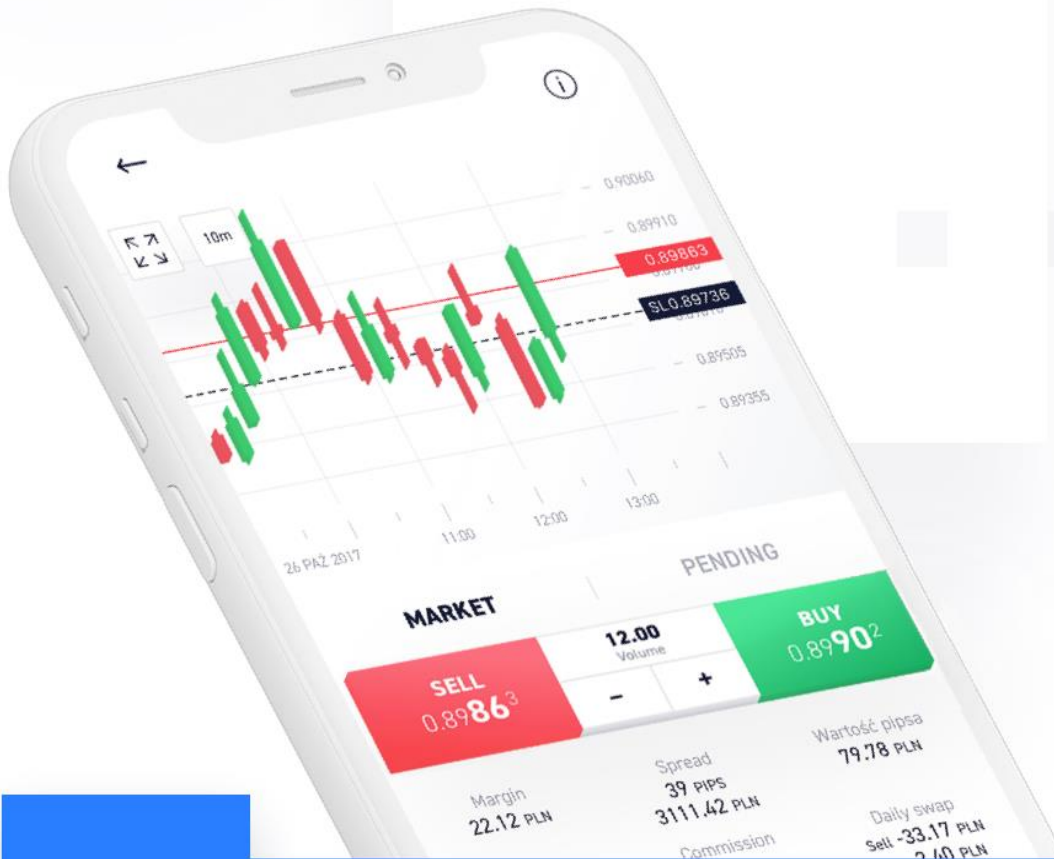 10m
0.90060
0.89910
0.89863
SL0.89736
0.89505
0.89355
26 PAŹ 2017
11:00
12:00
13:00
MARKET
PENDING
SELL
0.89863
12.00
Volume
-
+
BUY
0.89902
Margin
22.12 PLN
Spread
39 PIPS
3111.42 PLN
Wartość pipsa
79.78 PLN
Commission
Daily swap
Sell -33.17 PLN